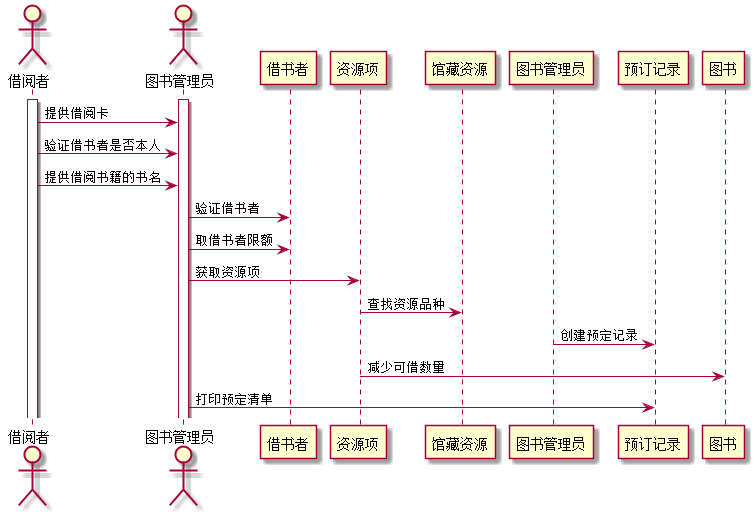 借阅者
图书管理员
借书者
资源项
馆藏资源
图书管理员
预订记录
图书
提供借阅卡
验证借书者是否本人
提供借阅书籍的书名
验证借书者
取借书者限额
获取资源项
查找资源品种
创建预定记录
减少可借数量
打印预定清单
借阅者
图书管理员
借书者
资源项
馆藏资源
图书管理员
预订记录
图书